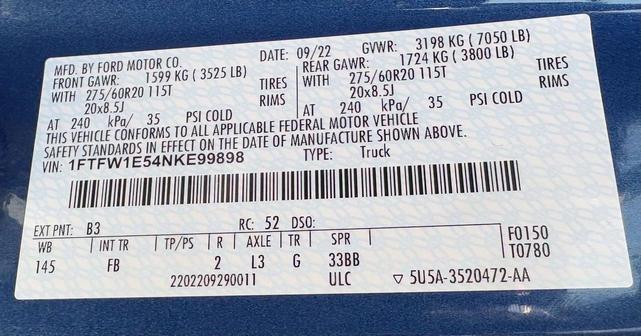 MFD. BY FORD MOTOR CO. DATE: 09/22 GVWR: 3198 KG ( 7050 LB)
FRONT GAWR: 1599 KG ( 3525 LB) REAR GAWR: 1724 KG ( 3800 LB)
WITH 275/60R20 115T TIRES WITH 275/60R20 115T TIRES
20x8.5J RIMS 20x8.5J RIMS
AT 240 kPa/ 35 PSI COLD AT 240 kPa/ 35 PSI COLD
THIS VEHICLE CONFORMS TO ALL APPLICABLE FEDERAL MOTOR VEHICLE
SAFETY STANDARDS IN EFFECT ON THE DATE OF MANUFACTURE SHOWN ABOVE.
VIN: 1FTFW1E54NKE99898 TYPE: Truck
EXT PNT: B3 RC: 52 DSO: F0150
WB INT TR TP/PS R AXLE TR SPR T0780
145 FB 2 L3 G 33BB
2202209290011 ULC ▽ 5U5A-3520472-AA